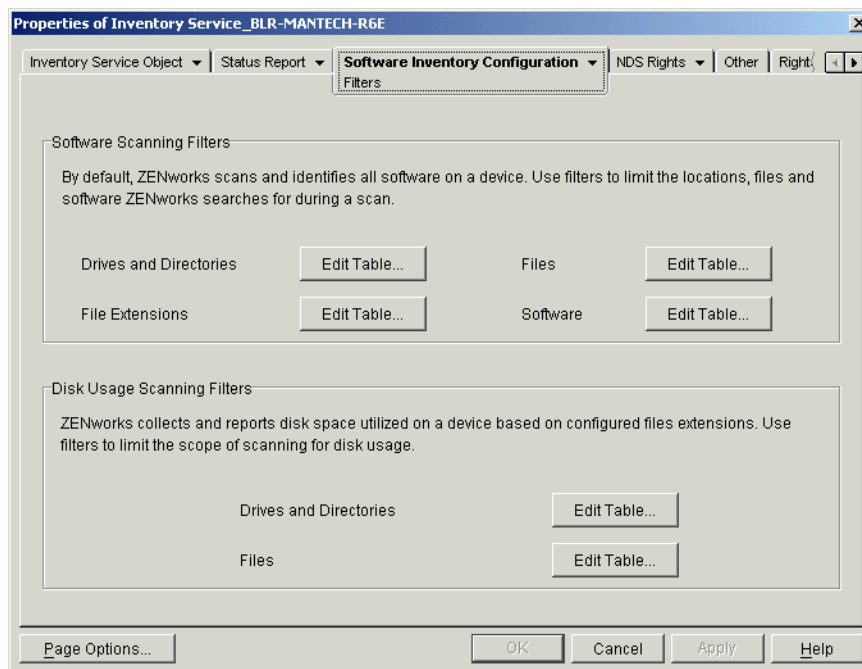 Properties of Inventory Service_BLR-MANTECH-R6E
Inventory Service Object
Status Report
Software Inventory Configuration
NDS Rights
Other
Right
Filters
Software Scanning Filters
By default, ZENworks scans and identifies all software on a device. Use filters to limit the locations, files and
software ZENworks searches for during a scan.
Drives and Directories
Edit Table...
Files
Edit Table...
File Extensions
Edit Table...
Software
Edit Table...
Disk Usage Scanning Filters
ZENworks collects and reports disk space utilized on a device based on configured files extensions. Use
filters to limit the scope of scanning for disk usage.
Drives and Directories
Edit Table...
Files
Edit Table...
Page Options...
OK
Cancel
Apply
Help